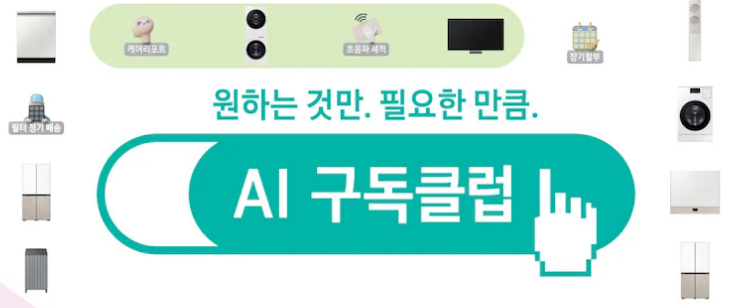 케어리포트
초음파 세척
장기할부
필터 정기 배송
원하는 것만. 필요한 만큼.
AI 구독클럽